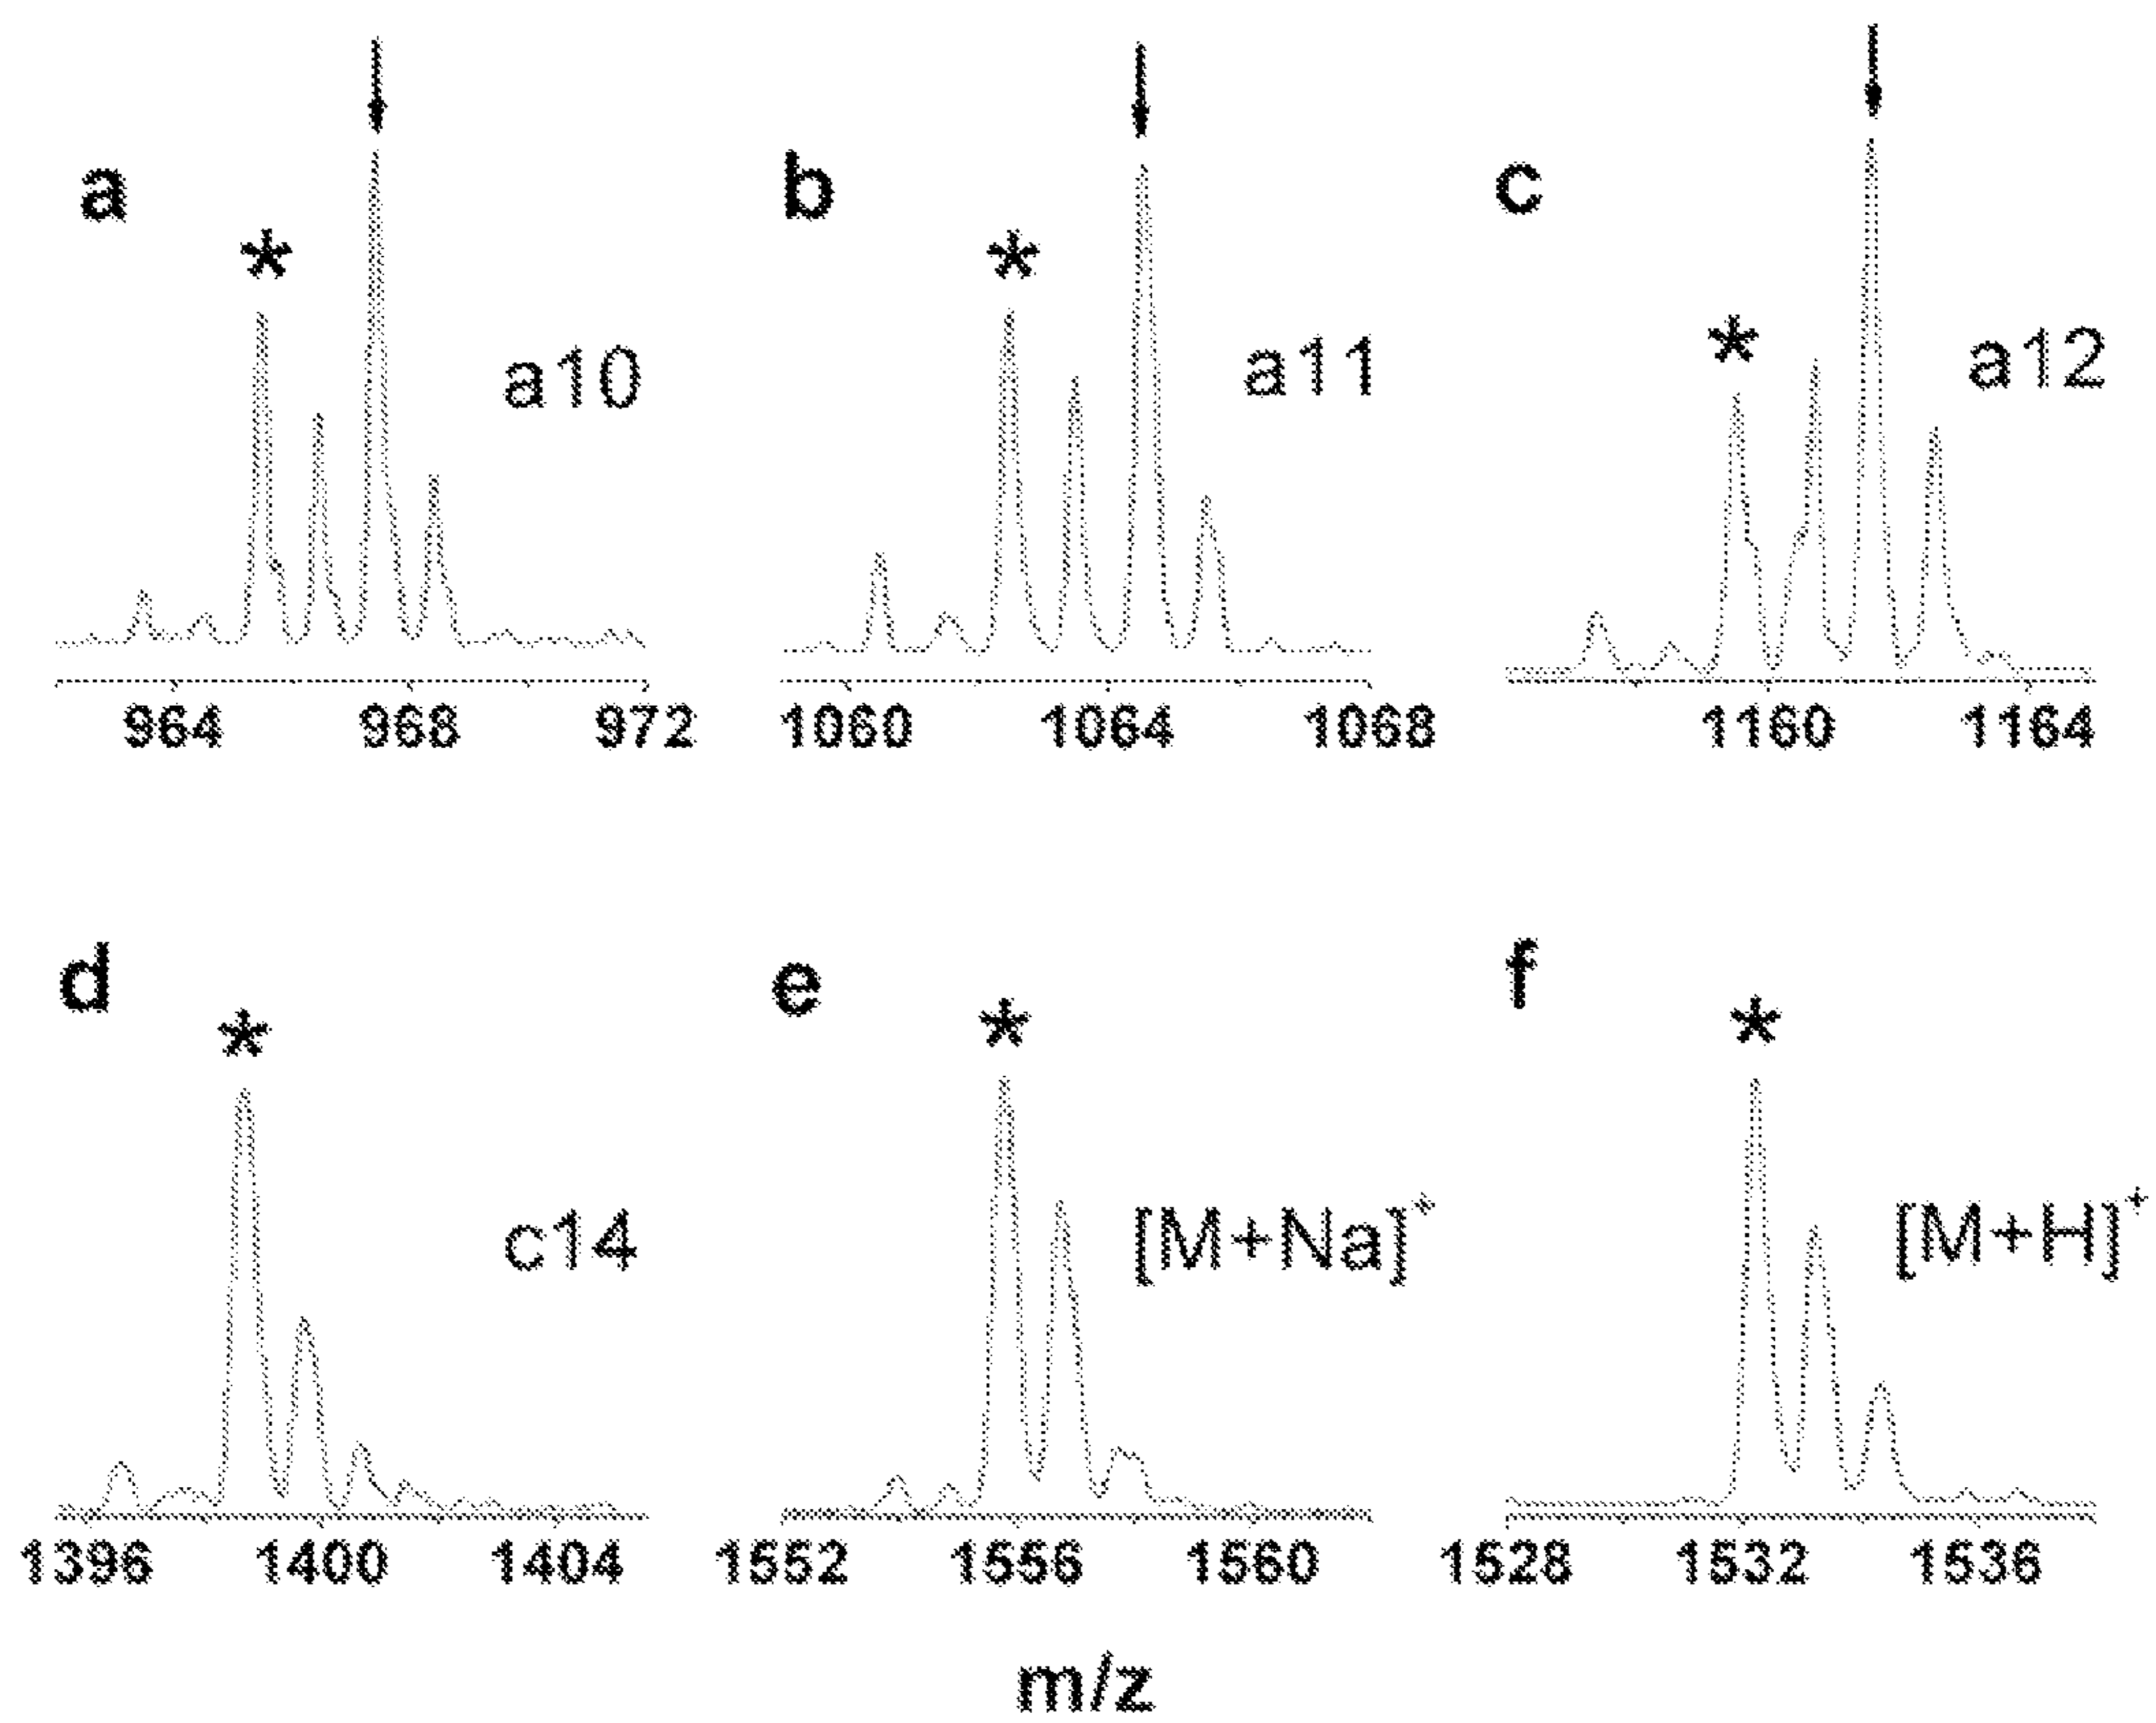 a
*
a10
964 968 972
b
*
a11
1060 1064 1068
c
*
a12
1160 1164
d
*
c14
1396 1400 1404
e
*
[M+Na]+
1552 1556 1560
f
*
[M+H]+
1528 1532 1536
m/z